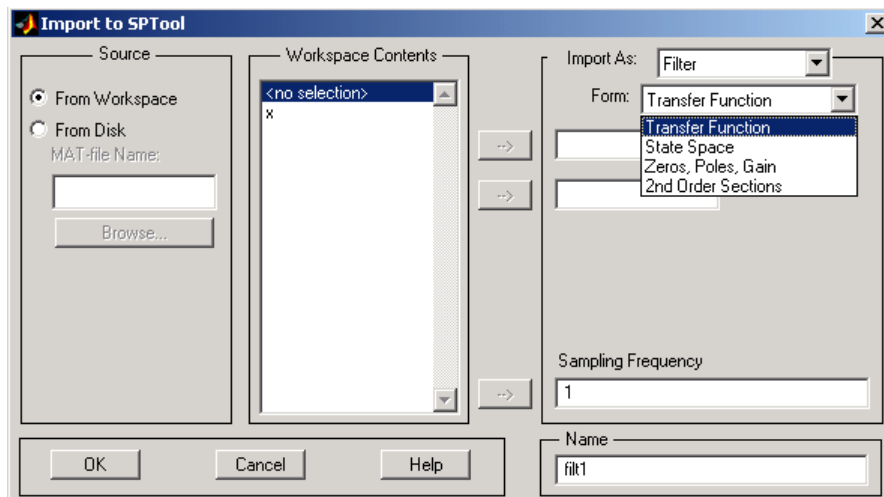 Import to SPTool
Source
From Workspace
From Disk
MAT-file Name:
Browse...
Workspace Contents
<no selection>
x
-->
-->
-->
Import As:
Filter
Form:
Transfer Function
Transfer Function
State Space
Zeros, Poles, Gain
2nd Order Sections
Sampling Frequency
1
OK
Cancel
Help
Name
filt1